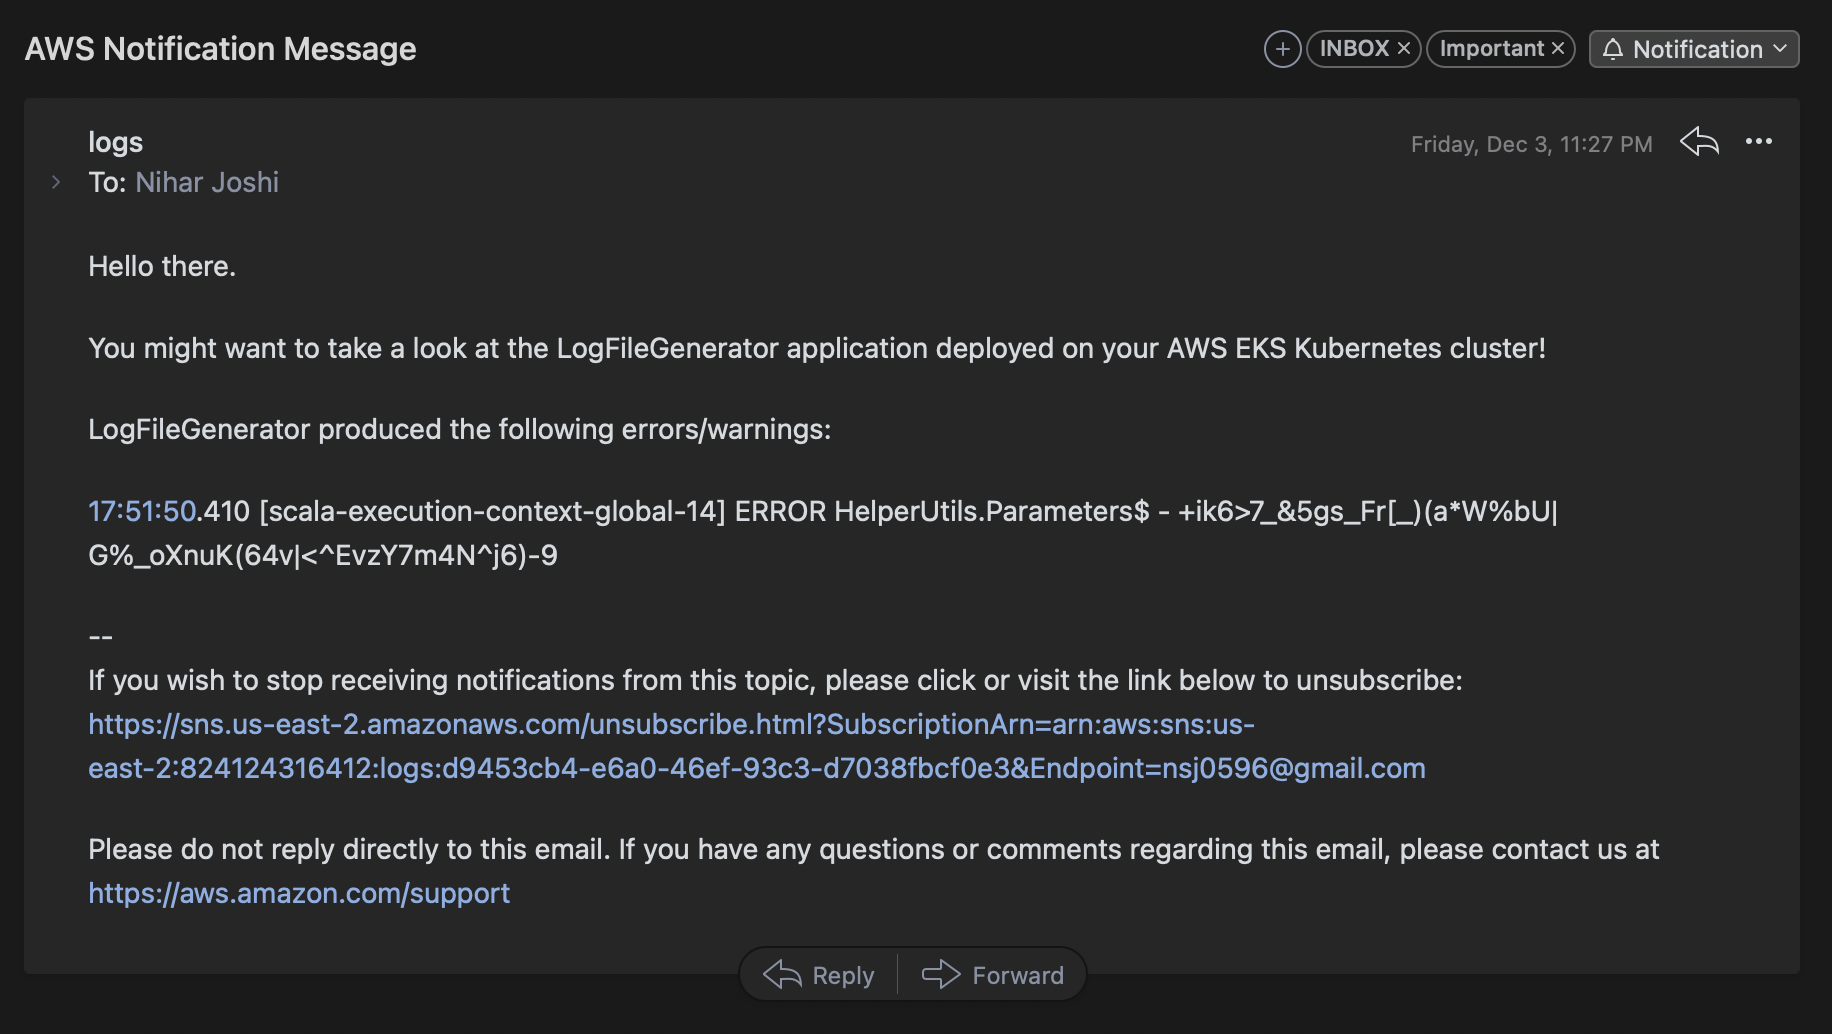 AWS Notification Message
INBOX
Important
Notification
logs
Friday, Dec 3, 11:27 PM
To: Nihar Joshi
Hello there.
You might want to take a look at the LogFileGenerator application deployed on your AWS EKS Kubernetes cluster!
LogFileGenerator produced the following errors/warnings:
17:51:50.410 [scala-execution-context-global-14] ERROR HelperUtils.Parameters$ - +ik6>7_&5gs_Fr[_)(a*W%bU|
G%_oXnuK(64v|<^EvzY7m4N^j6)-9
--
If you wish to stop receiving notifications from this topic, please click or visit the link below to unsubscribe:
https://sns.us-east-2.amazonaws.com/unsubscribe.html?SubscriptionArn=arn:aws:sns:us-
east-2:824124316412:logs:d9453cb4-e6a0-46ef-93c3-d7038fbcf0e3&Endpoint=nsj0596@gmail.com
Please do not reply directly to this email. If you have any questions or comments regarding this email, please contact us at
https://aws.amazon.com/support
Reply
Forward